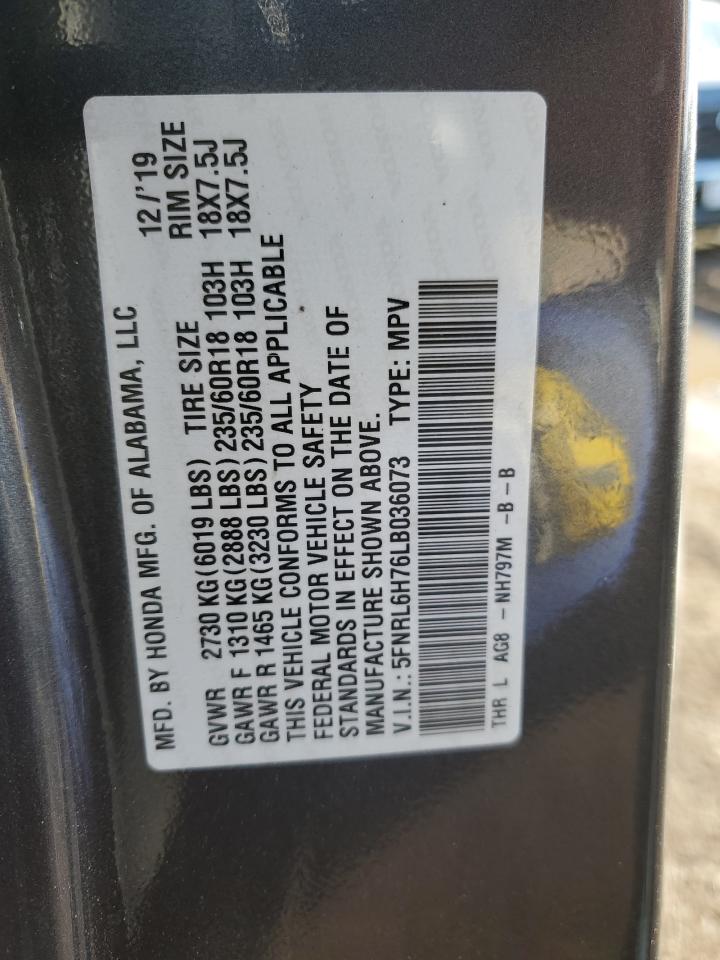 MFD. BY HONDA MFG. OF ALABAMA, LLC 12/'19
GVWR 2730 KG(6019 LBS) TIRE SIZE RIM SIZE
GAWR F 1310 KG(2888 LBS)235/60R18 103H 18X7.5J
GAWR R 1465 KG(3230 LBS)235/60R18 103H 18X7.5J
THIS VEHICLE CONFORMS TO ALL APPLICABLE
FEDERAL MOTOR VEHICLE SAFETY
STANDARDS IN EFFECT ON THE DATE OF
MANUFACTURE SHOWN ABOVE.
V.I.N.:5FNRL6H76LB036073 TYPE: MPV
THR L AG8 -NH797M -B -B